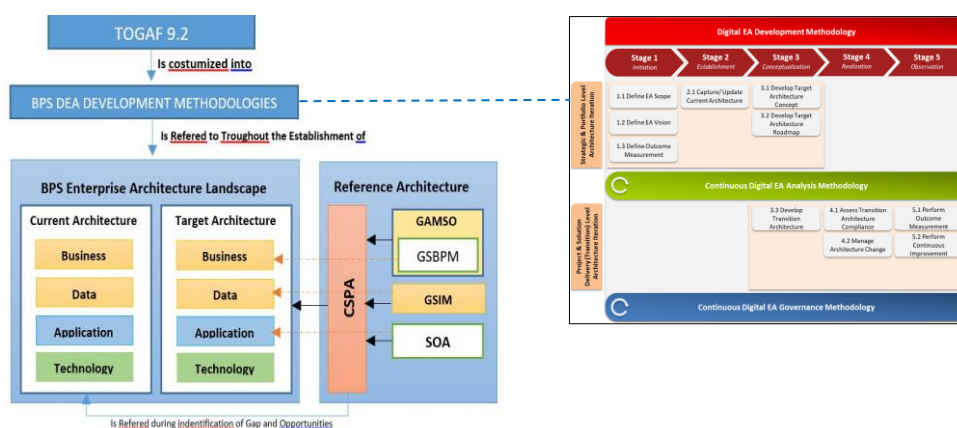 TOGAF 9.2
Is costumized into
BPS DEA DEVELOPMENT METHODOLOGIES
Is Refered to Troughout the Establishment of
BPS Enterprise Architecture Landscape
Current Architecture
Business
Data
Application
Technology
Target Architecture
Business
Data
Application
Technology
Reference Architecture
CSPA
GAMSO
GSBPM
GSIM
SOA
Is Refered during Indentification of Gap and Opportunities
Digital EA Development Methodology
Stage 1
Initiation
Stage 2
Establishment
Stage 3
Conceptualization
Stage 4
Realization
Stage 5
Observation
Strategic & Portfolio Level
Architecture Iteration
1.1 Define EA Scope
1.2 Define EA Vision
1.3 Define Outcome
Measurement
2.1 Capture/ Update
Current Architecture
3.1 Develop Target
Architecture
Concept
3.2 Develop Target
Architecture
Roadmap
Continuous Digital EA Analysis Methodology
Project & Solution
Delivery (Transition) Level
Architecture Iteration
3.3 Develop
Transition
Architecture
4.1 Assess Transition
Architecture
Compliance
4.2 Manage
Architecture Change
5.1 Perform
Outcome
Measurement
5.2 Perform
Continuous
Improvement
Continuous Digital EA Governance Methodology